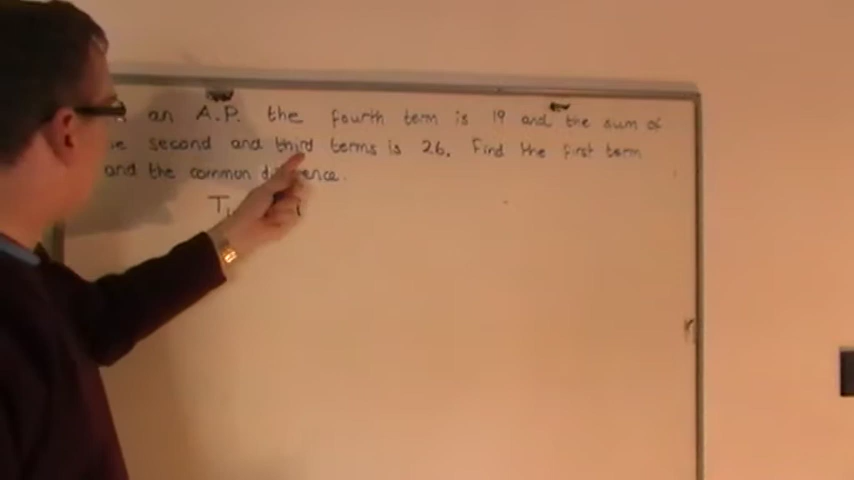 an A.P. the fourth term is 19 and the sum of
second and third terms is 26. Find the first term
and the common